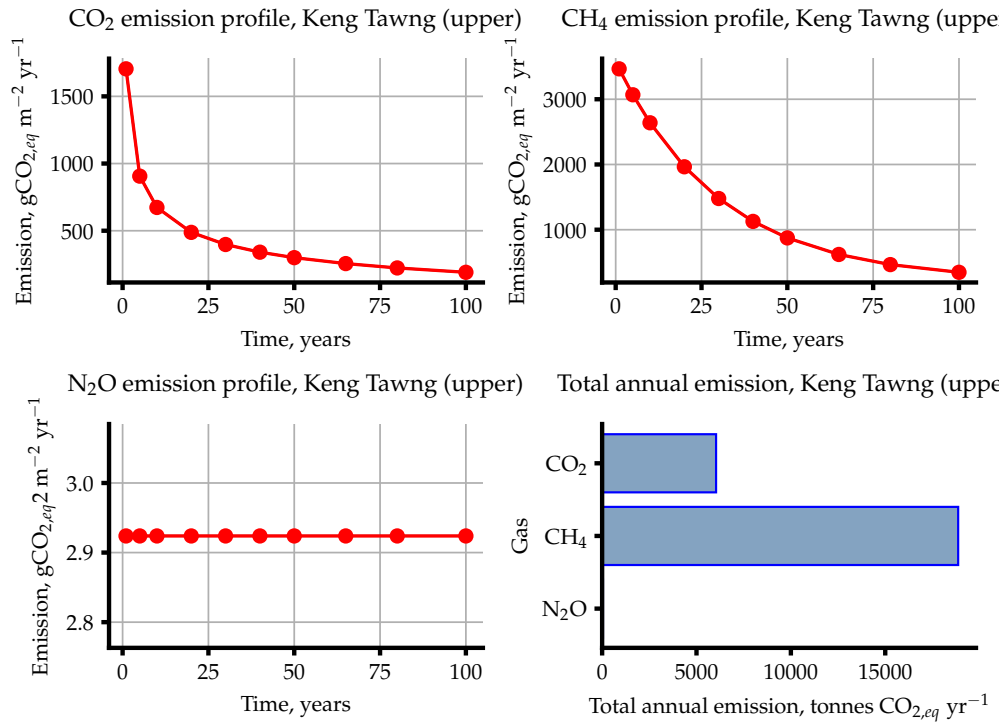 CO₂ emission profile, Keng Tawng (upper)
Emission, gCO₂,eq m⁻² yr⁻¹
1500
1000
500
0 25 50 75 100
Time, years
CH₄ emission profile, Keng Tawng (upper
Emission, gCO₂,eq m⁻² yr⁻¹
3000
2000
1000
0 25 50 75 100
Time, years
N₂O emission profile, Keng Tawng (upper)
Emission, gCO₂,eq2 m⁻² yr⁻¹
3.0
2.9
2.8
0 25 50 75 100
Time, years
Total annual emission, Keng Tawng (uppe
Gas
CO₂
CH₄
N₂O
0 5000 10000 15000
Total annual emission, tonnes CO₂,eq yr⁻¹